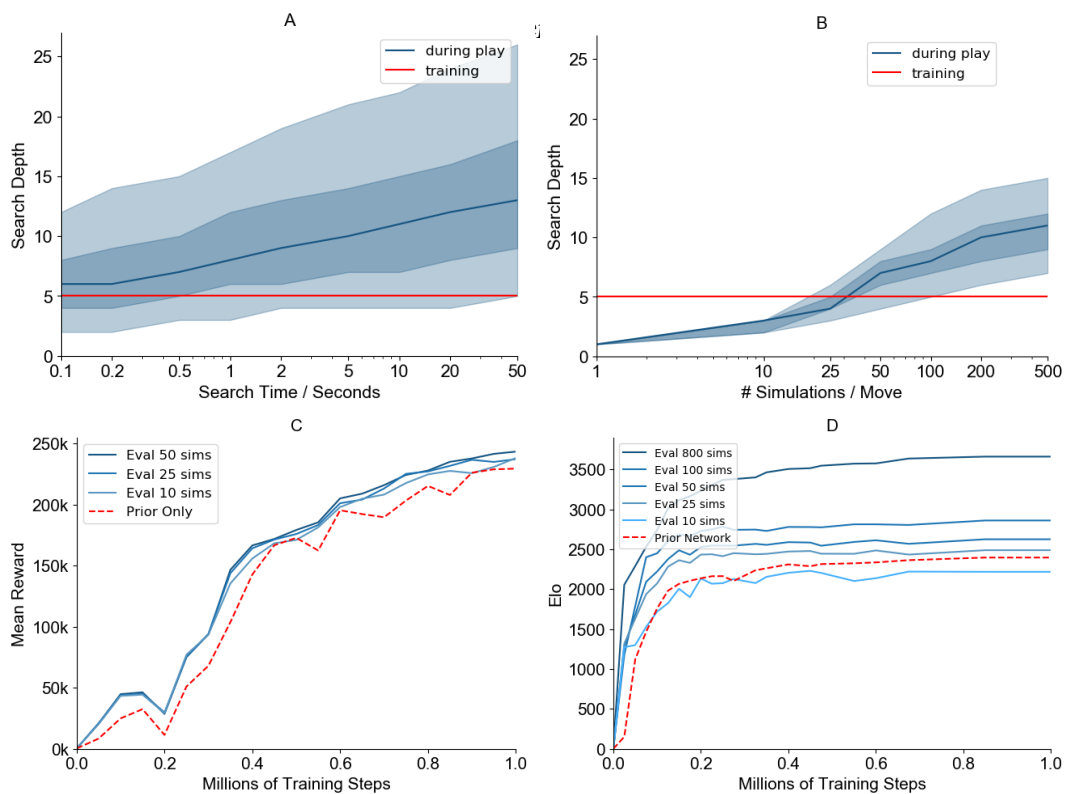 A
25
20
15
10
5
0
Search Depth
during play
training
0.1 0.2 0.5 1 2 5 10 20 50
Search Time / Seconds
B
25
20
15
10
5
0
Search Depth
during play
training
1 10 25 50 100 200 500
# Simulations / Move
C
250k
200k
150k
100k
50k
0k
Mean Reward
Eval 50 sims
Eval 25 sims
Eval 10 sims
Prior Only
0.0 0.2 0.4 0.6 0.8 1.0
Millions of Training Steps
D
3500
3000
2500
2000
1500
1000
500
0
Elo
Eval 800 sims
Eval 100 sims
Eval 50 sims
Eval 25 sims
Eval 10 sims
Prior Network
0.0 0.2 0.4 0.6 0.8 1.0
Millions of Training Steps